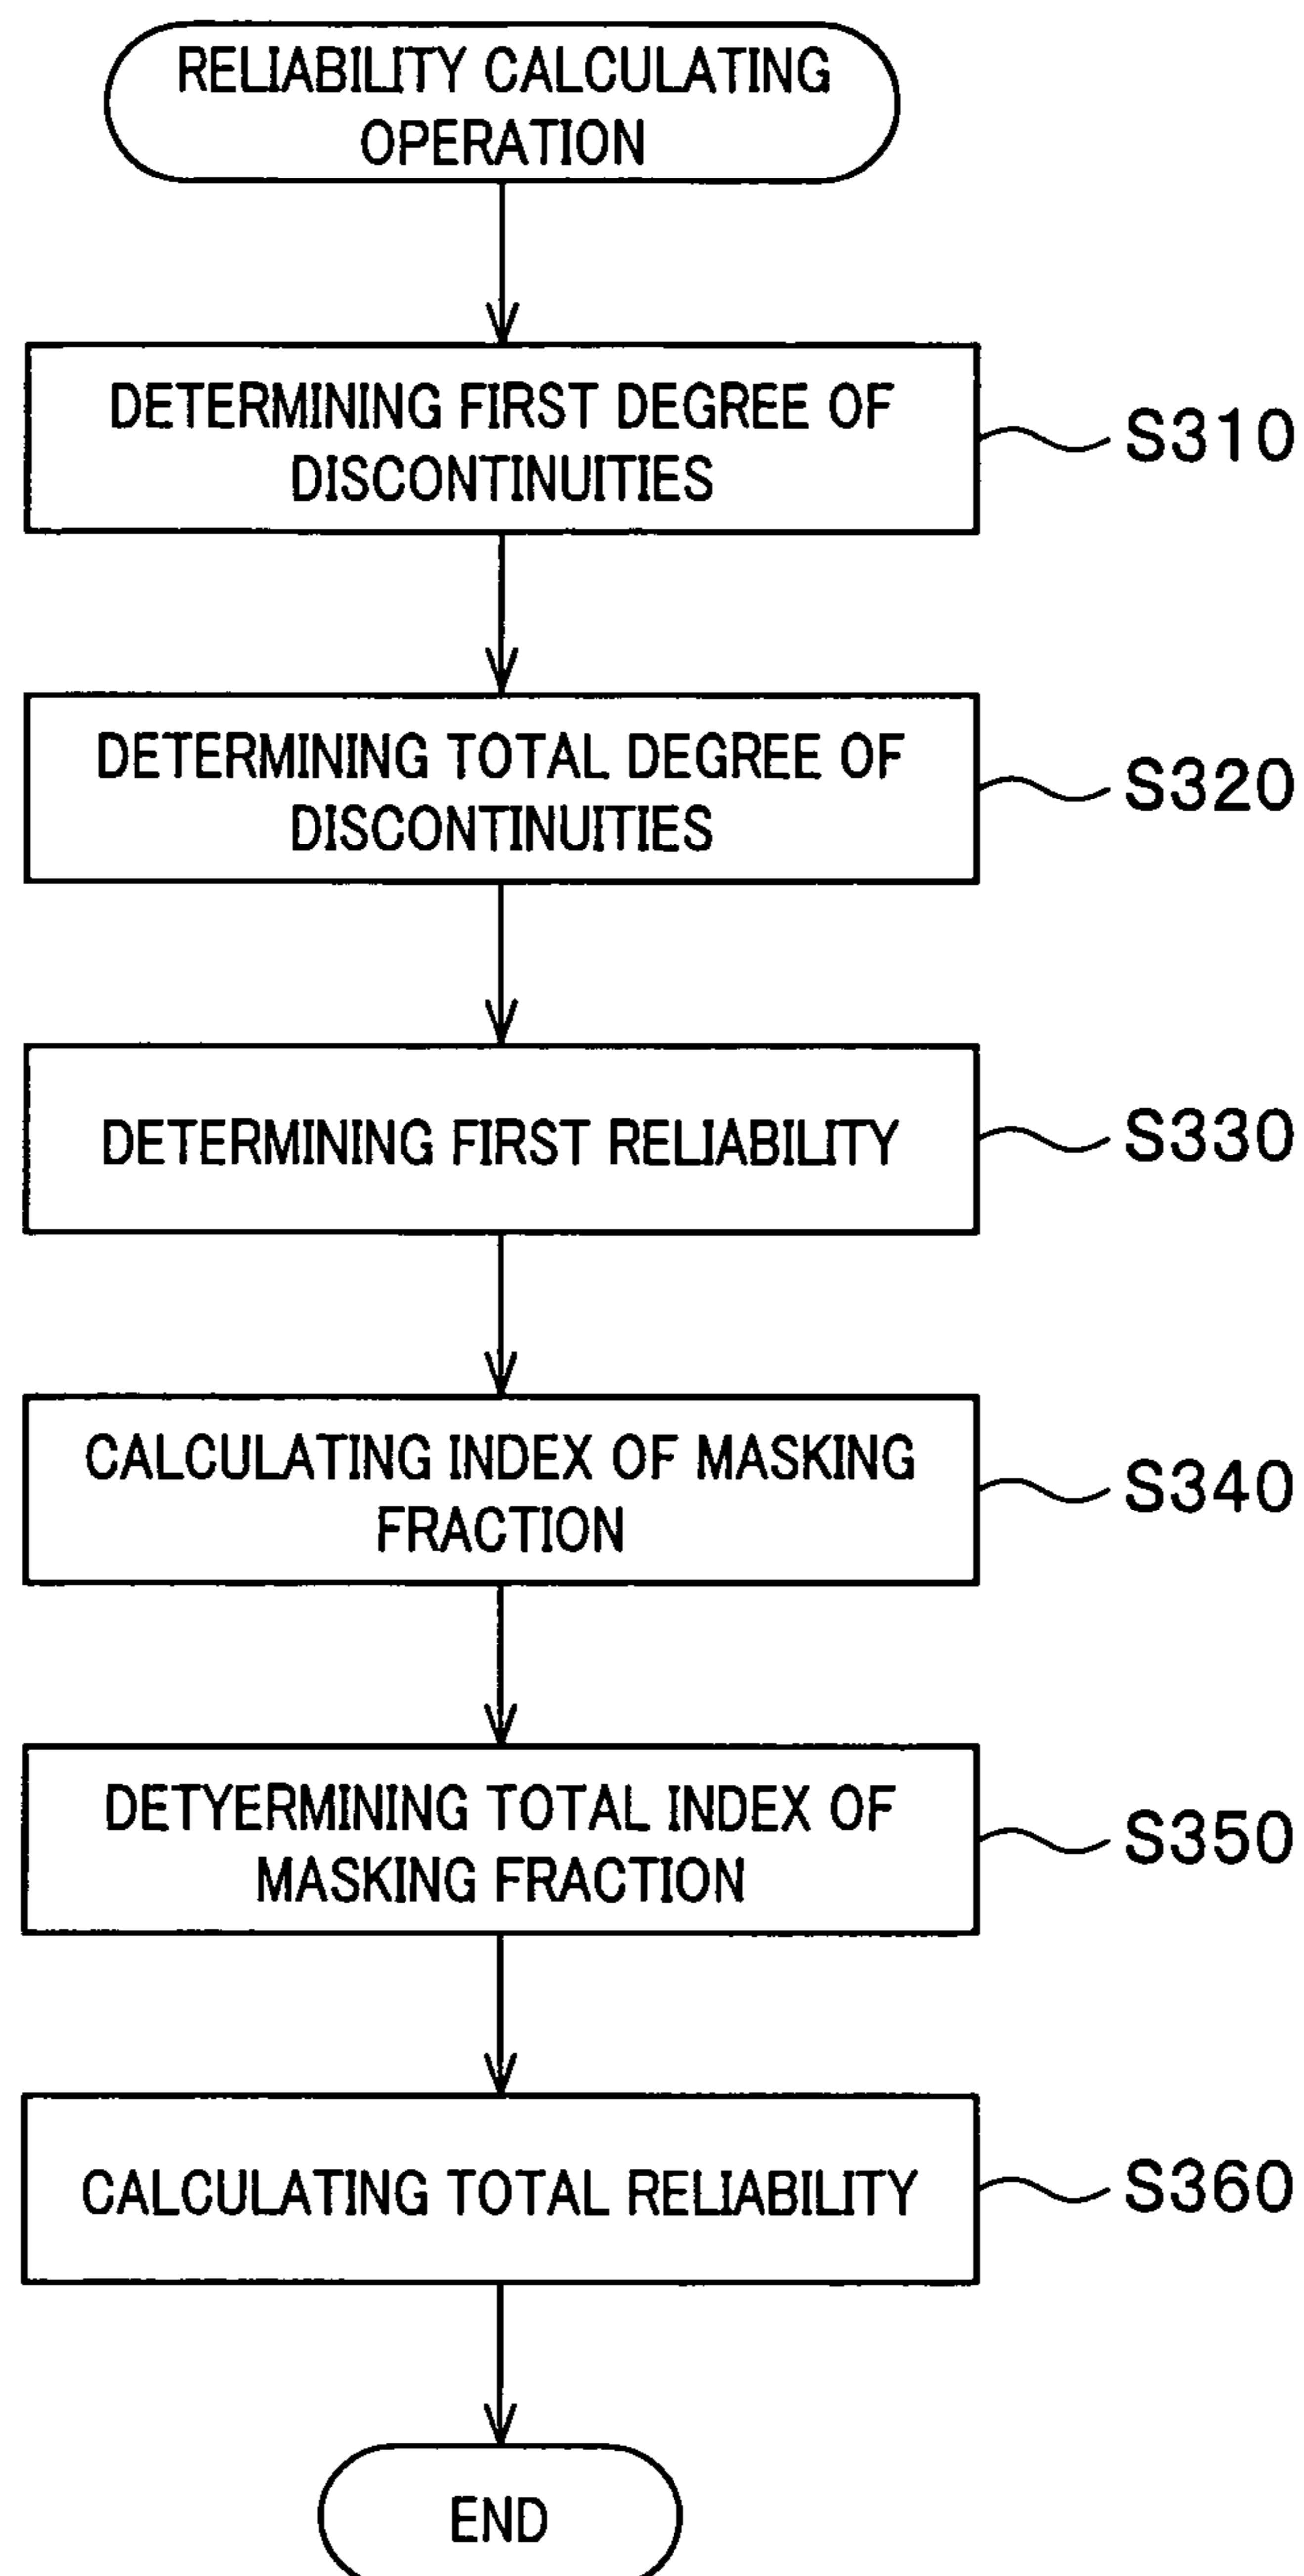 RELIABILITY CALCULATING
OPERATION
DETERMINING FIRST DEGREE OF
DISCONTINUITIES
S310
DETERMINING TOTAL DEGREE OF
DISCONTINUITIES
S320
DETERMINING FIRST RELIABILITY
S330
CALCULATING INDEX OF MASKING
FRACTION
S340
DETYERMINING TOTAL INDEX OF
MASKING FRACTION
S350
CALCULATING TOTAL RELIABILITY
S360
END